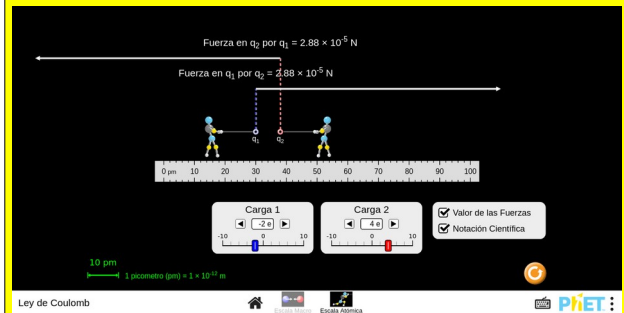 Fuerza en q2 por q1 = 2.88 × 10^-5 N
Fuerza en q1 por q2 = 2.88 × 10^-5 N
q1 q2
0 pm 10 20 30 40 50 60 70 80 90 100
Carga 1
-2 e
-10 0 10
Carga 2
4 e
-10 0 10
Valor de las Fuerzas
Notación Científica
10 pm
1 picometro (pm) = 1 × 10^-12 m
Ley de Coulomb
Escala Macro
Escala Atómica
PhET